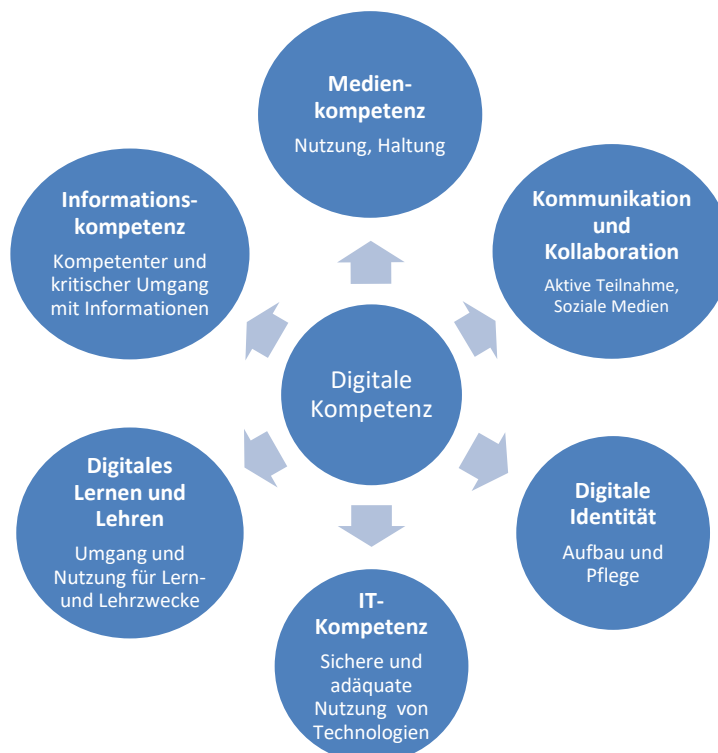 Medien-
kompetenz
Nutzung, Haltung
Kommunikation
und
Kollaboration
Aktive Teilnahme,
Soziale Medien
Informations-
kompetenz
Kompetenter und
kritischer Umgang
mit Informationen
Digitale
Kompetenz
Digitales
Lernen und
Lehren
Umgang und
Nutzung für Lern-
und Lehrzwecke
Digitale
Identität
Aufbau und
Pflege
IT-
Kompetenz
Sichere und
adäquate
Nutzung von
Technologien